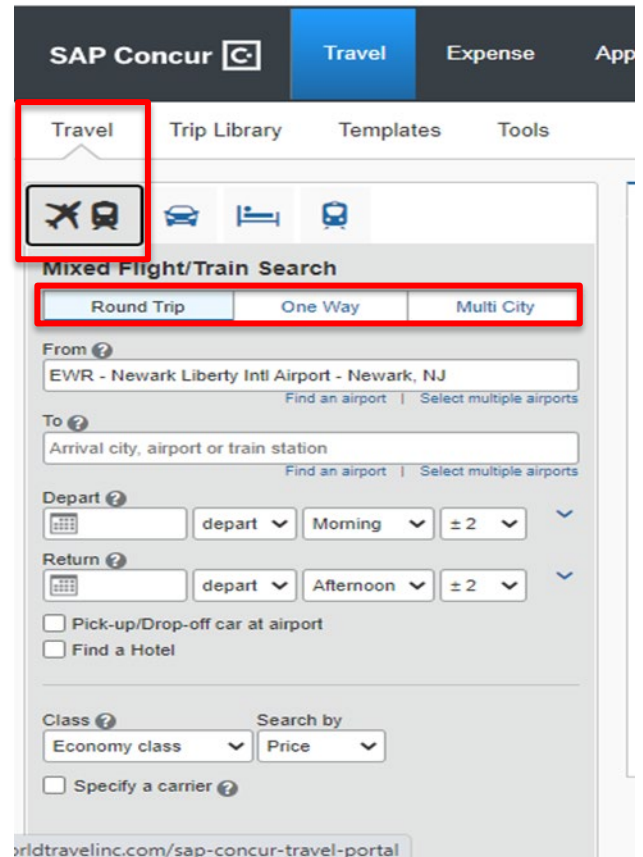 SAP Concur C. Travel Expense App
Travel Trip Library Templates Tools
Mixed Flight/Train Search
Round Trip One Way Multi City
From ?
EWR - Newark Liberty Intl Airport - Newark, NJ
Find an airport | Select multiple airports
To ?
Arrival city, airport or train station
Find an airport | Select multiple airports
Depart ?
depart Morning ± 2
Return ?
depart Afternoon ± 2
Pick-up/Drop-off car at airport
Find a Hotel
Class ? Search by
Economy class Price
Specify a carrier ?
orldtravelinc.com/sap-concur-travel-portal